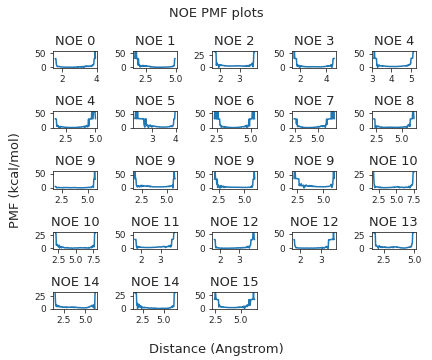 NOE PMF plots
NOE 0 NOE 1 NOE 2 NOE 3 NOE 4
50 50 25 50 50
0 0 0 0 0
2 4 2.5 5.0 2 3 2 4 3 4 5
NOE 4 NOE 5 NOE 6 NOE 7 NOE 8
50 50 50 50 50
0 0 0 0 0
2.5 5.0 3 4 2.5 5.0 2.5 5.0 2.5 5.0
NOE 9 NOE 9 NOE 9 NOE 9 NOE 10
50 50 50 50 25
0 0 0 0 0
2.5 5.0 2.5 5.0 2.5 5.0 2.5 5.0 2.5 5.0 7.5
NOE 10 NOE 11 NOE 12 NOE 12 NOE 13
25 50 50 50 25
0 0 0 0 0
2.5 5.0 7.5 2 3 2 3 2 3 2.5 5.0
NOE 14 NOE 14 NOE 15
25 25 50
0 0 0
2.5 5.0 2.5 5.0 2.5 5.0
PMF (kcal/mol)
Distance (Angstrom)